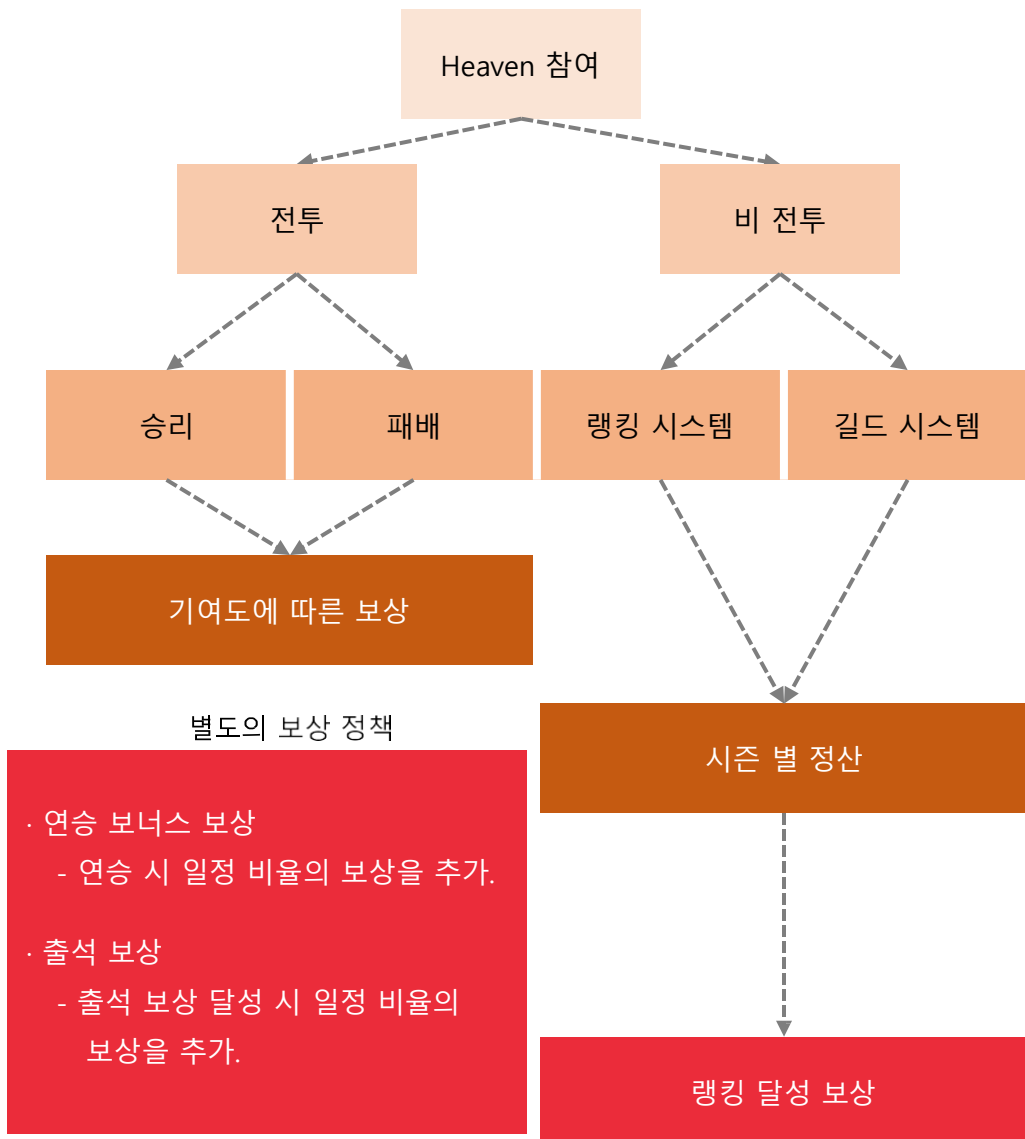 Heaven 참여
전투
비 전투
승리
패배
랭킹 시스템
길드 시스템
기여도에 따른 보상
별도의 보상 정책
시즌 별 정산
· 연승 보너스 보상
- 연승 시 일정 비율의 보상을 추가.
· 출석 보상
- 출석 보상 달성 시 일정 비율의
보상을 추가.
랭킹 달성 보상